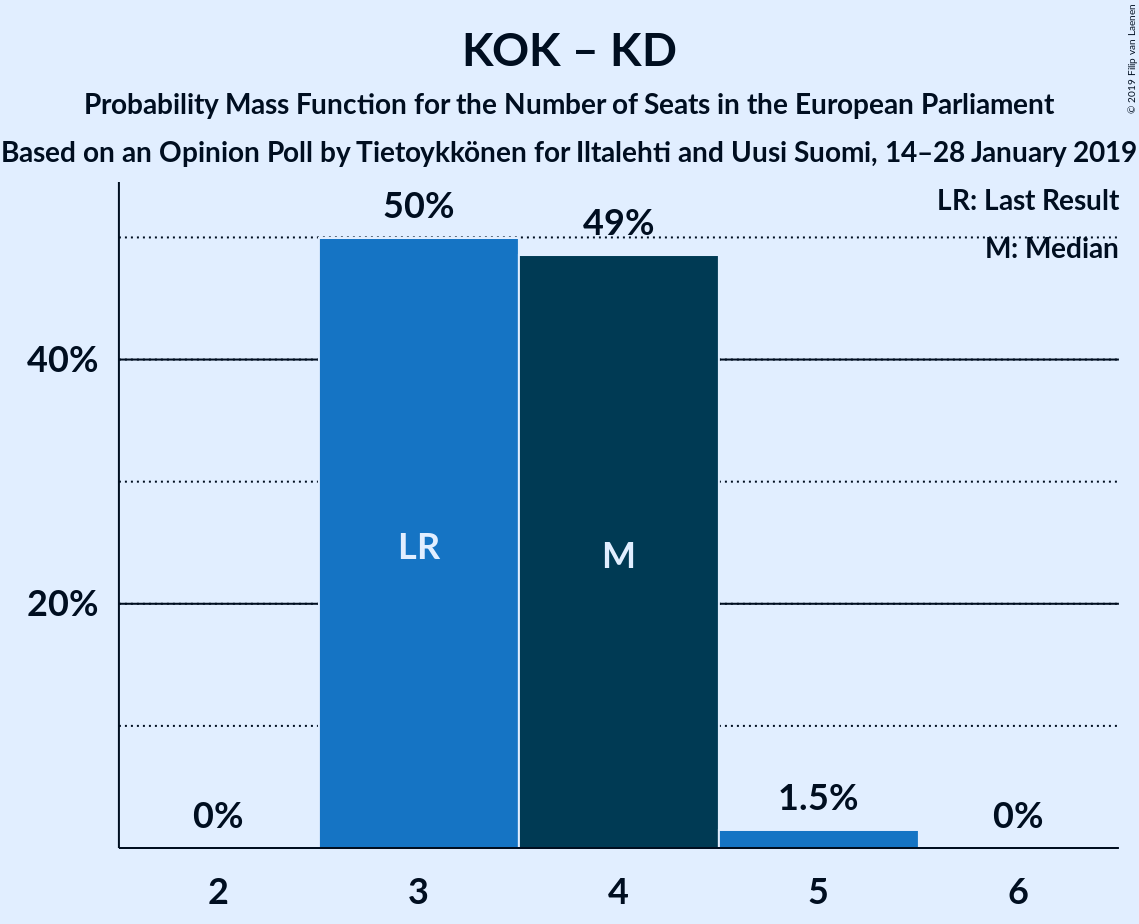 KOK – KD
Probability Mass Function for the Number of Seats in the European Parliament
Based on an Opinion Poll by Tietoykkönen for Iltalehti and Uusi Suomi, 14–28 January 2019
© 2019 Filip van Laenen
LR: Last Result
M: Median
50%
49%
40%
20%
LR
M
0%
1.5%
0%
2
3
4
5
6